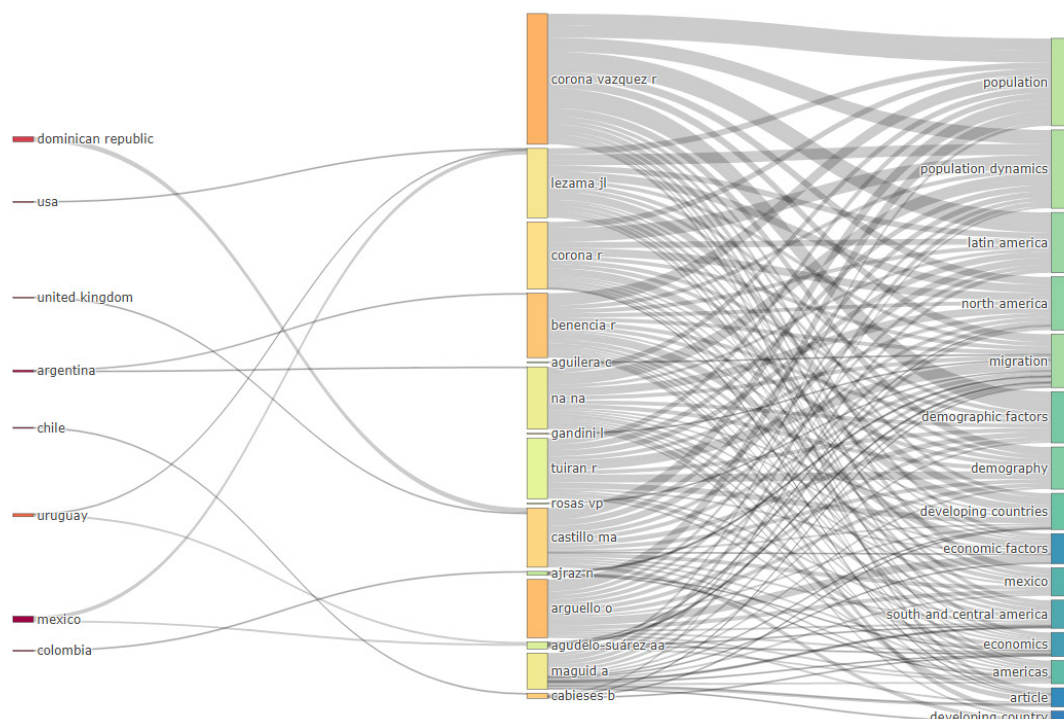 dominican republic
usa
united kingdom
argentina
chile
uruguay
mexico
colombia
corona vazquez r
lezama jl
corona r
benencia r
aguilera c
na na
gandini l
tuiran r
rosas vp
castillo ma
ajraz n
arguello o
agudelo-suárez aa
maguid a
cabieses b
population
population dynamics
latin america
north america
migration
demographic factors
demography
developing countries
economic factors
mexico
south and central america
economics
americas
article
developing country